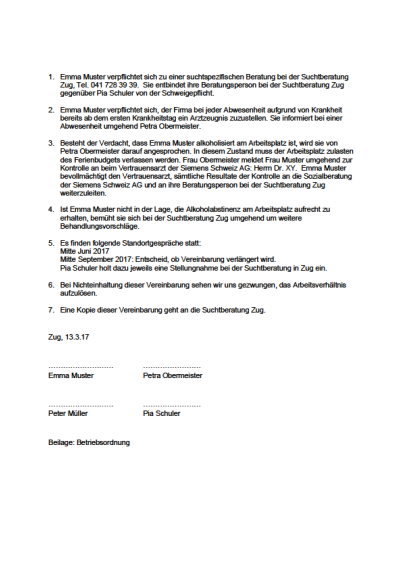 1. Emma Muster verpflichtet sich zu einer suchtspezifischen Beratung bei der Suchtberatung
Zug, Tel. 041 728 39 39. Sie entbindet ihre Beratungsperson bei der Suchtberatung Zug
gegenüber Pia Schuler von der Schweigepflicht.
2. Emma Muster verpflichtet sich, der Firma bei jeder Abwesenheit aufgrund von Krankheit
bereits ab dem ersten Krankheitstag ein Arztzeugnis zuzustellen. Sie informiert bei einer
Abwesenheit umgehend Petra Obermeister.
3. Besteht der Verdacht, dass Emma Muster alkoholisiert am Arbeitsplatz ist, wird sie von
Petra Obermeister darauf angesprochen. In diesem Zustand muss der Arbeitsplatz zulasten
des Ferienbudgets verlassen werden. Frau Obermeister meldet Frau Muster umgehend zur
Kontrolle an beim Vertrauensarzt der Siemens Schweiz AG: Herrn Dr. XY. Emma Muster
bevollmächtigt den Vertrauensarzt, sämtliche Resultate der Kontrolle an die Sozialberatung
der Siemens Schweiz AG und an ihre Beratungsperson bei der Suchtberatung Zug
weiterzuleiten.
4. Ist Emma Muster nicht in der Lage, die Alkoholabstinenz am Arbeitsplatz aufrecht zu
erhalten, bemüht sie sich bei der Suchtberatung Zug umgehend um weitere
Behandlungsvorschläge.
5. Es finden folgende Standortgespräche statt:
Mitte Juni 2017
Mitte September 2017: Entscheid, ob Vereinbarung verlängert wird.
Pia Schuler holt dazu jeweils eine Stellungnahme bei der Suchtberatung in Zug ein.
6. Bei Nichteinhaltung dieser Vereinbarung sehen wir uns gezwungen, das Arbeitsverhältnis
aufzulösen.
7. Eine Kopie dieser Vereinbarung geht an die Suchtberatung Zug.
Zug, 13.3.17
Emma Muster Petra Obermeister
Peter Müller Pia Schuler
Beilage: Betriebsordnung